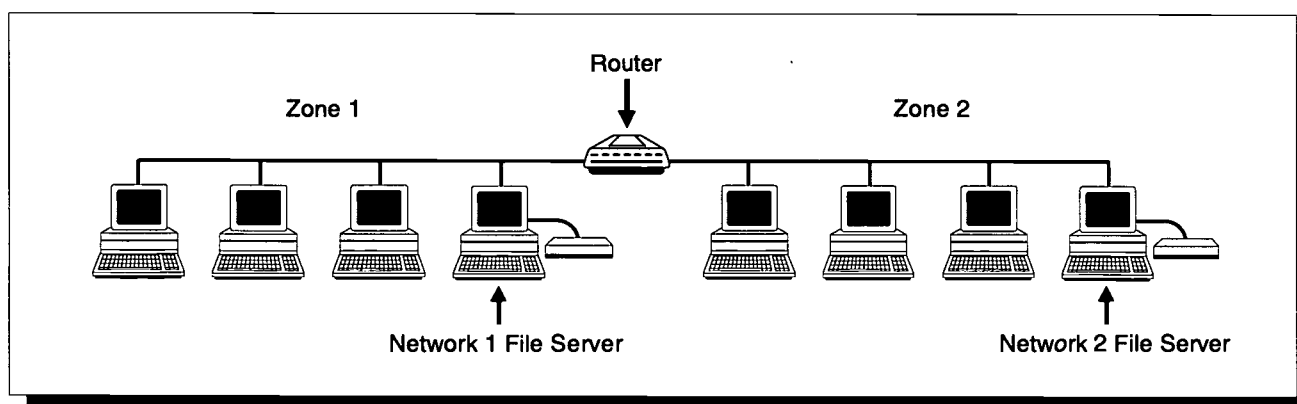 Router
Zone 1
Zone 2
Network 1 File Server
Network 2 File Server